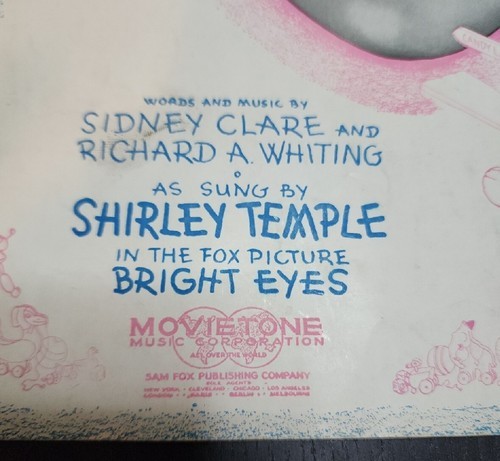 WORDS AND MUSIC BY
SIDNEY CLARE AND
RICHARD A. WHITING
AS SUNG BY
SHIRLEY TEMPLE
IN THE FOX PICTURE
BRIGHT EYES
MOVIETONE
MUSIC CORPORATION
ALL OVER THE WORLD
SAM FOX PUBLISHING COMPANY
SOLE AGENTS
NEW YORK · CLEVELAND · CHICAGO · LOS ANGELES
LONDON · PARIS · BERLIN · MELBOURNE